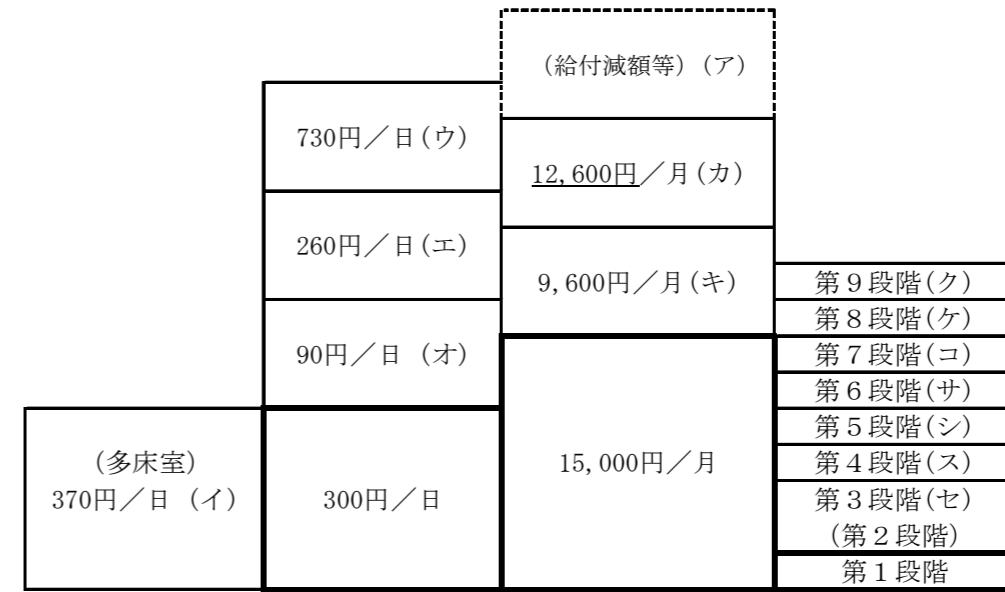 (給付減額等)(ア)
730円／日(ウ)
12,600円／月(カ)
260円／日(エ)
9,600円／月(キ)
第９段階(ク)
第８段階(ケ)
90円／日 (オ)
第７段階(コ)
第６段階(サ)
第５段階(シ)
(多床室)
370円／日 (イ)
300円／日
15,000円／月
第４段階(ス)
第３段階(セ)
(第２段階)
第１段階